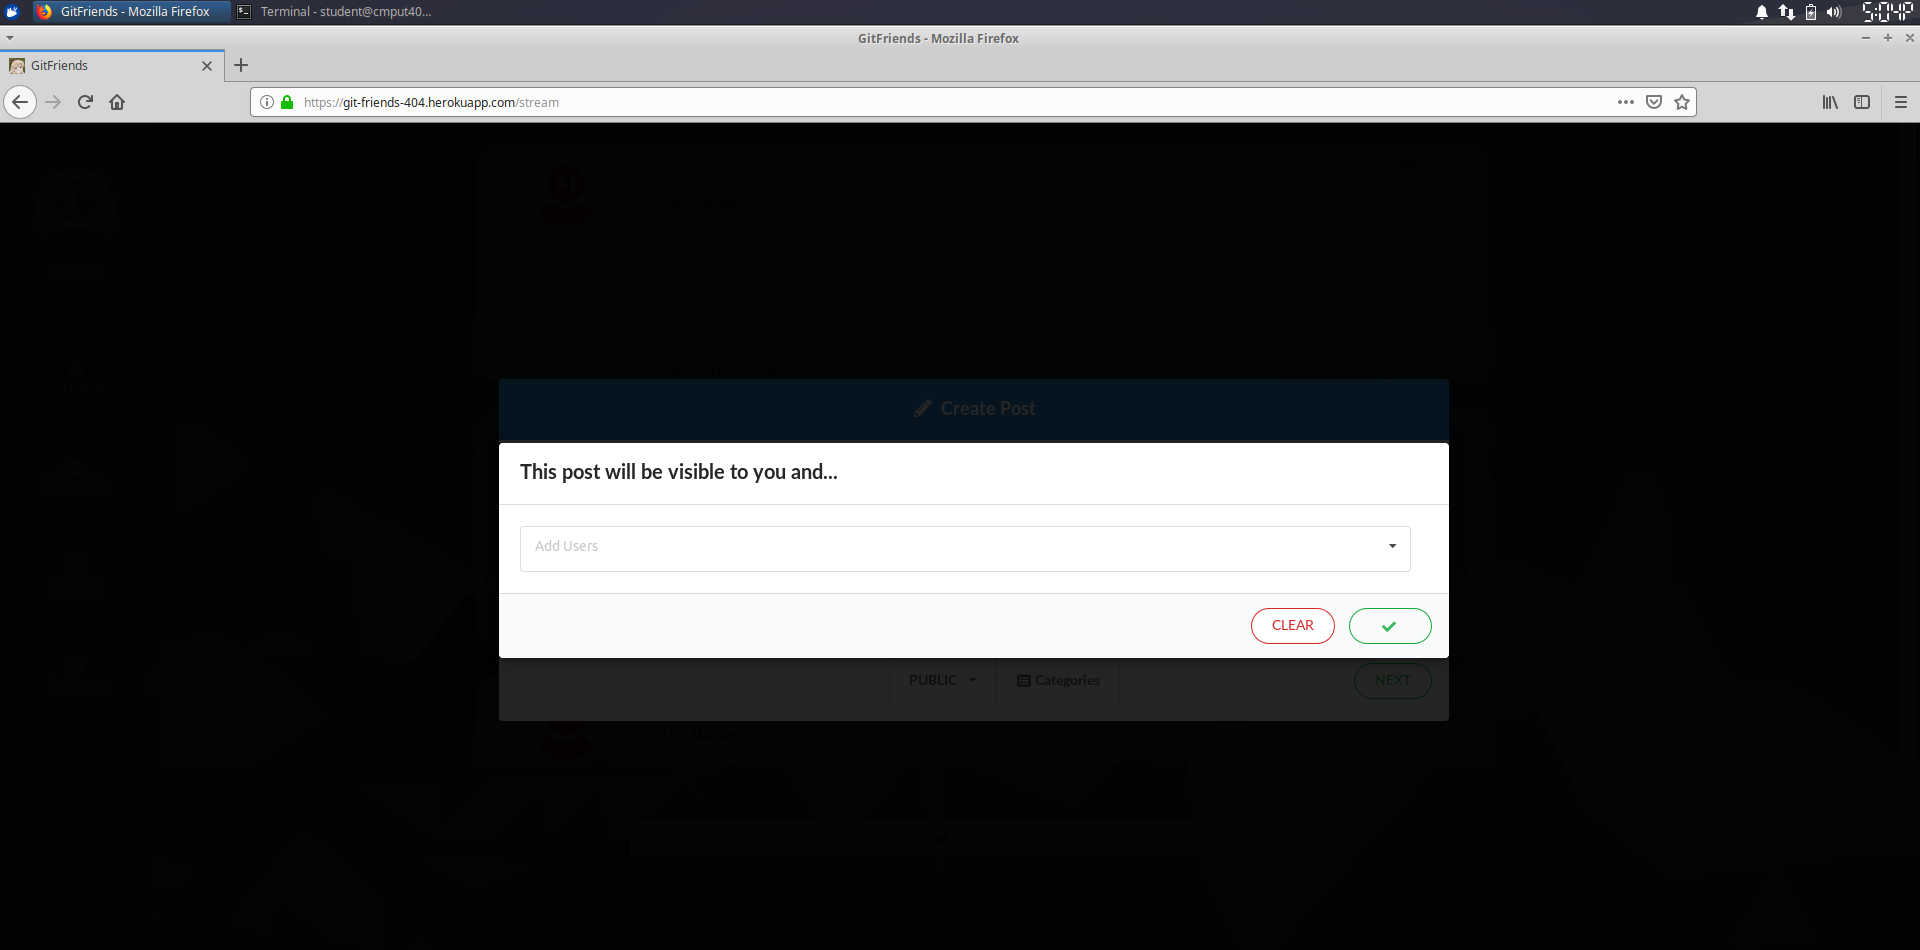 GitFriends - Mozilla Firefox
Terminal - student@cmput40...
5:04P
GitFriends - Mozilla Firefox
GitFriends
https://git-friends-404.herokuapp.com/stream
Create Post
This post will be visible to you and...
Add Users
CLEAR
PUBLIC
Categories
NEXT